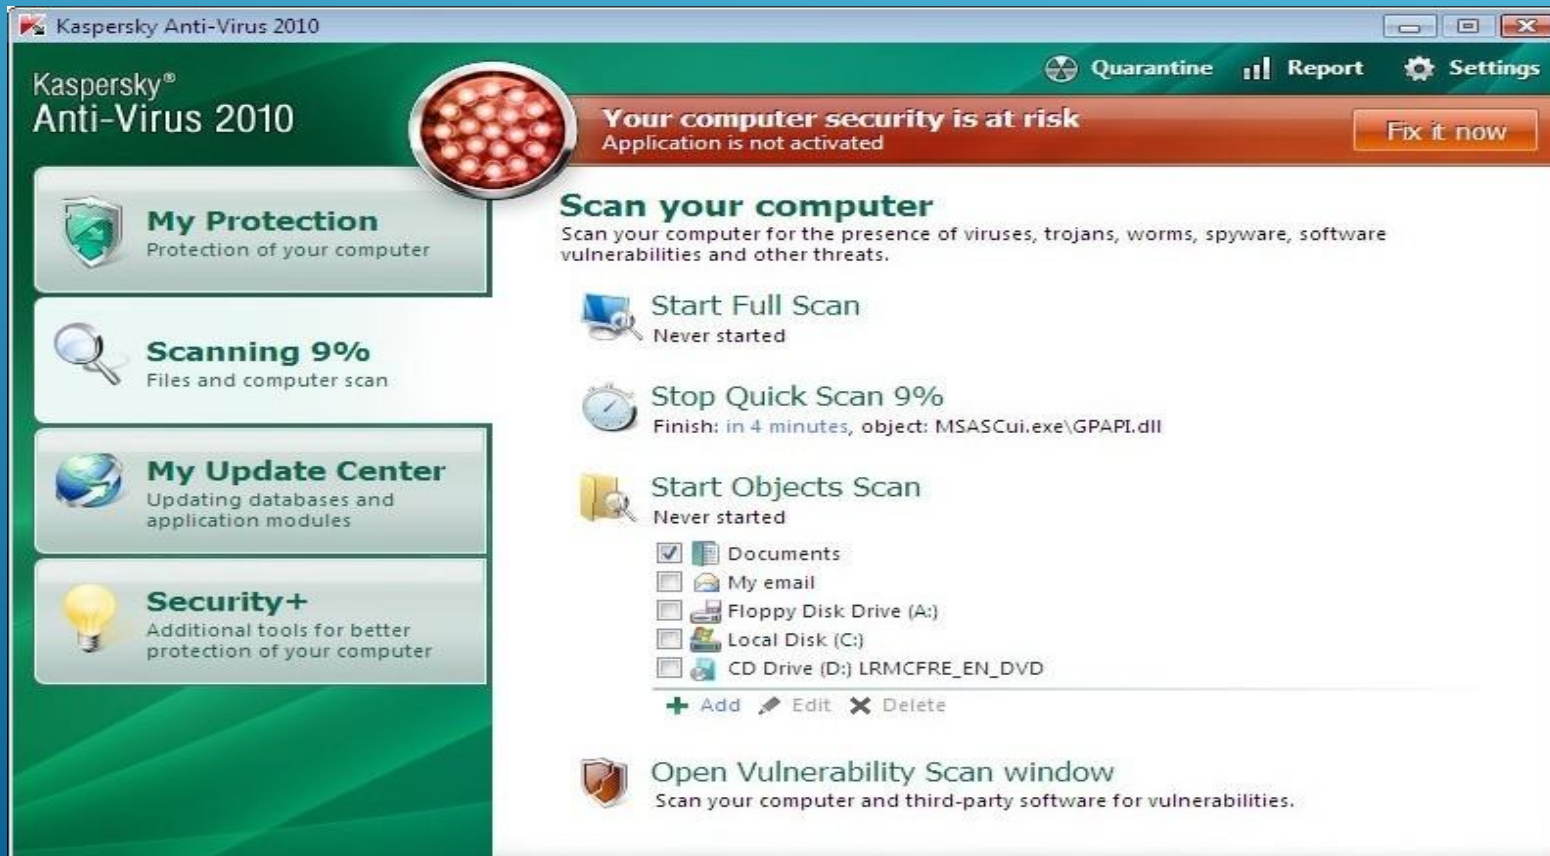 Kaspersky Anti-Virus 2010
Kaspersky®
Anti-Virus 2010
Quarantine Report Settings
Your computer security is at risk
Application is not activated
Fix it now
My Protection
Protection of your computer
Scanning 9%
Files and computer scan
My Update Center
Updating databases and
application modules
Security+
Additional tools for better
protection of your computer
Scan your computer
Scan your computer for the presence of viruses, trojans, worms, spyware, software
vulnerabilities and other threats.
Start Full Scan
Never started
Stop Quick Scan 9%
Finish: in 4 minutes, object: MSASCui.exe\GPAPI.dll
Start Objects Scan
Never started
Documents
My email
Floppy Disk Drive (A:)
Local Disk (C:)
CD Drive (D:) LRMCFRE_EN_DVD
Add Edit Delete
Open Vulnerability Scan window
Scan your computer and third-party software for vulnerabilities.